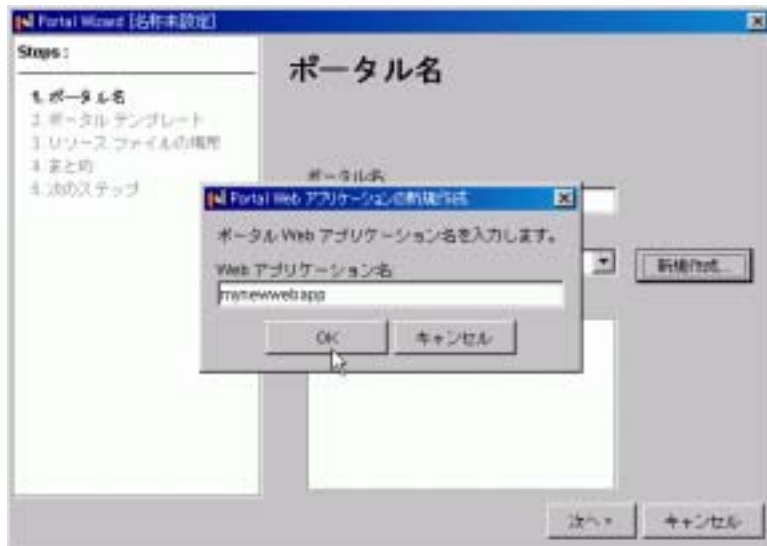 Portal Wizard [名称未設定]
Steps :
1. ポータル名
2. ポータル テンプレート
3. リソース ファイルの場所
4. まとめ
5. 次のステップ
ポータル名
ポータル名
新規作成...
Portal Web アプリケーションの新規作成
ポータル Web アプリケーション名を入力します。
Web アプリケーション名
mynewwebapp
OK
キャンセル
次へ
キャンセル